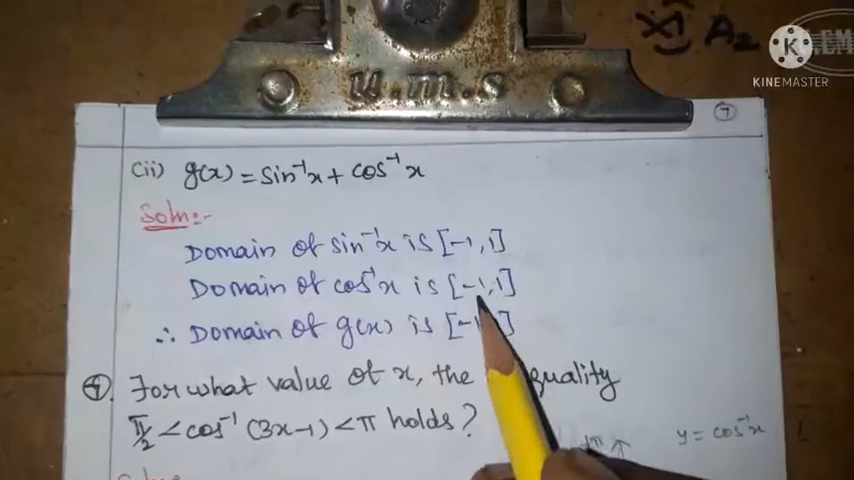 u.m.s
K
KINEMASTER
A₂
7
(ii) g(x) = sin⁻¹x + cos⁻¹x
Soln:-
Domain of sin⁻¹x is [-1,1]
Domain of cos⁻¹x is [-1,1]
∴ Domain of g(x) is [-1
4. For what value of x, the
π/2 < cos⁻¹(3x-1) < π holds?
y = cos⁻¹x